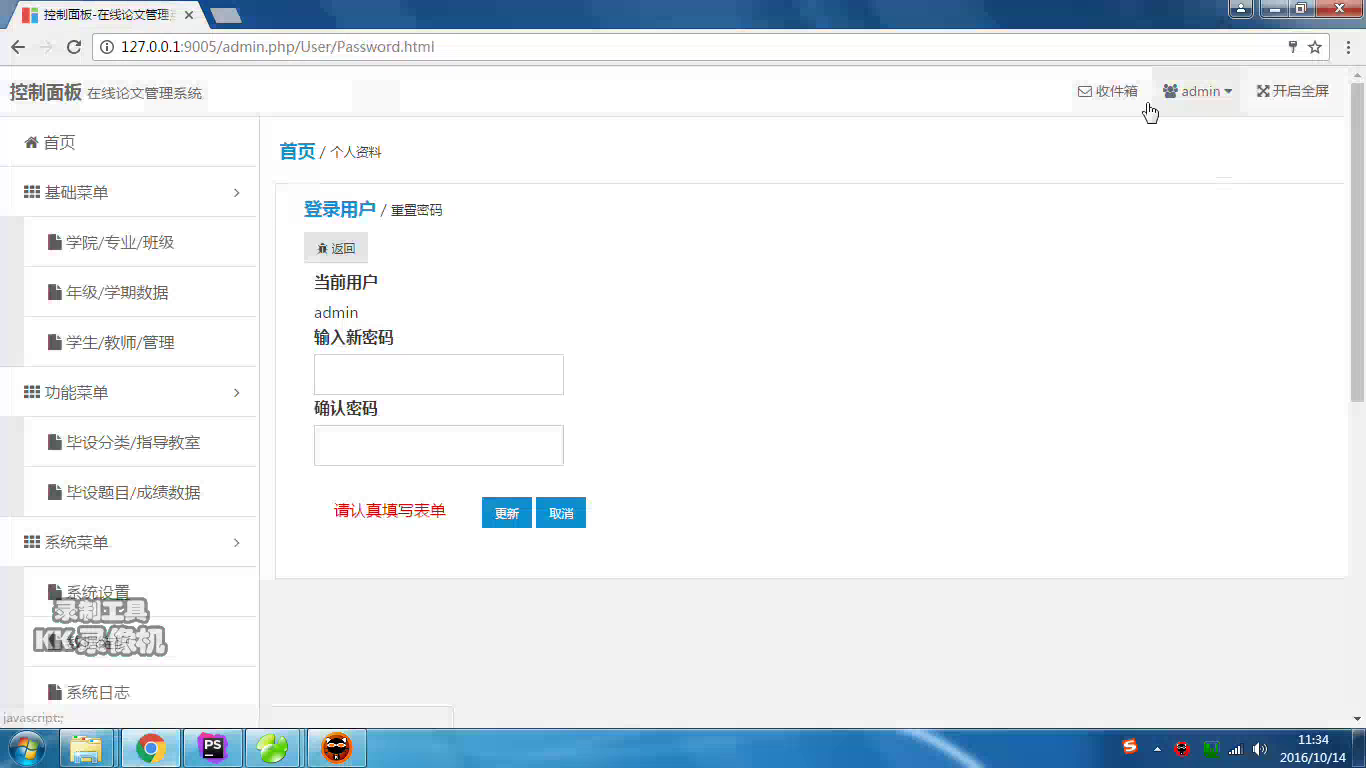 控制面板-在线论文管理
127.0.0.1:9005/admin.php/User/Password.html
控制面板 在线论文管理系统
收件箱
admin
开启全屏
首页
基础菜单
学院/专业/班级
年级/学期数据
学生/教师/管理
功能菜单
毕设分类/指导教室
毕设题目/成绩数据
系统菜单
系统设置
系统日志
首页 / 个人资料
登录用户 / 重置密码
返回
当前用户
admin
输入新密码
确认密码
请认真填写表单
更新
取消
录制工具
KK录像机
javascript:;
PS
11:34
2016/10/14